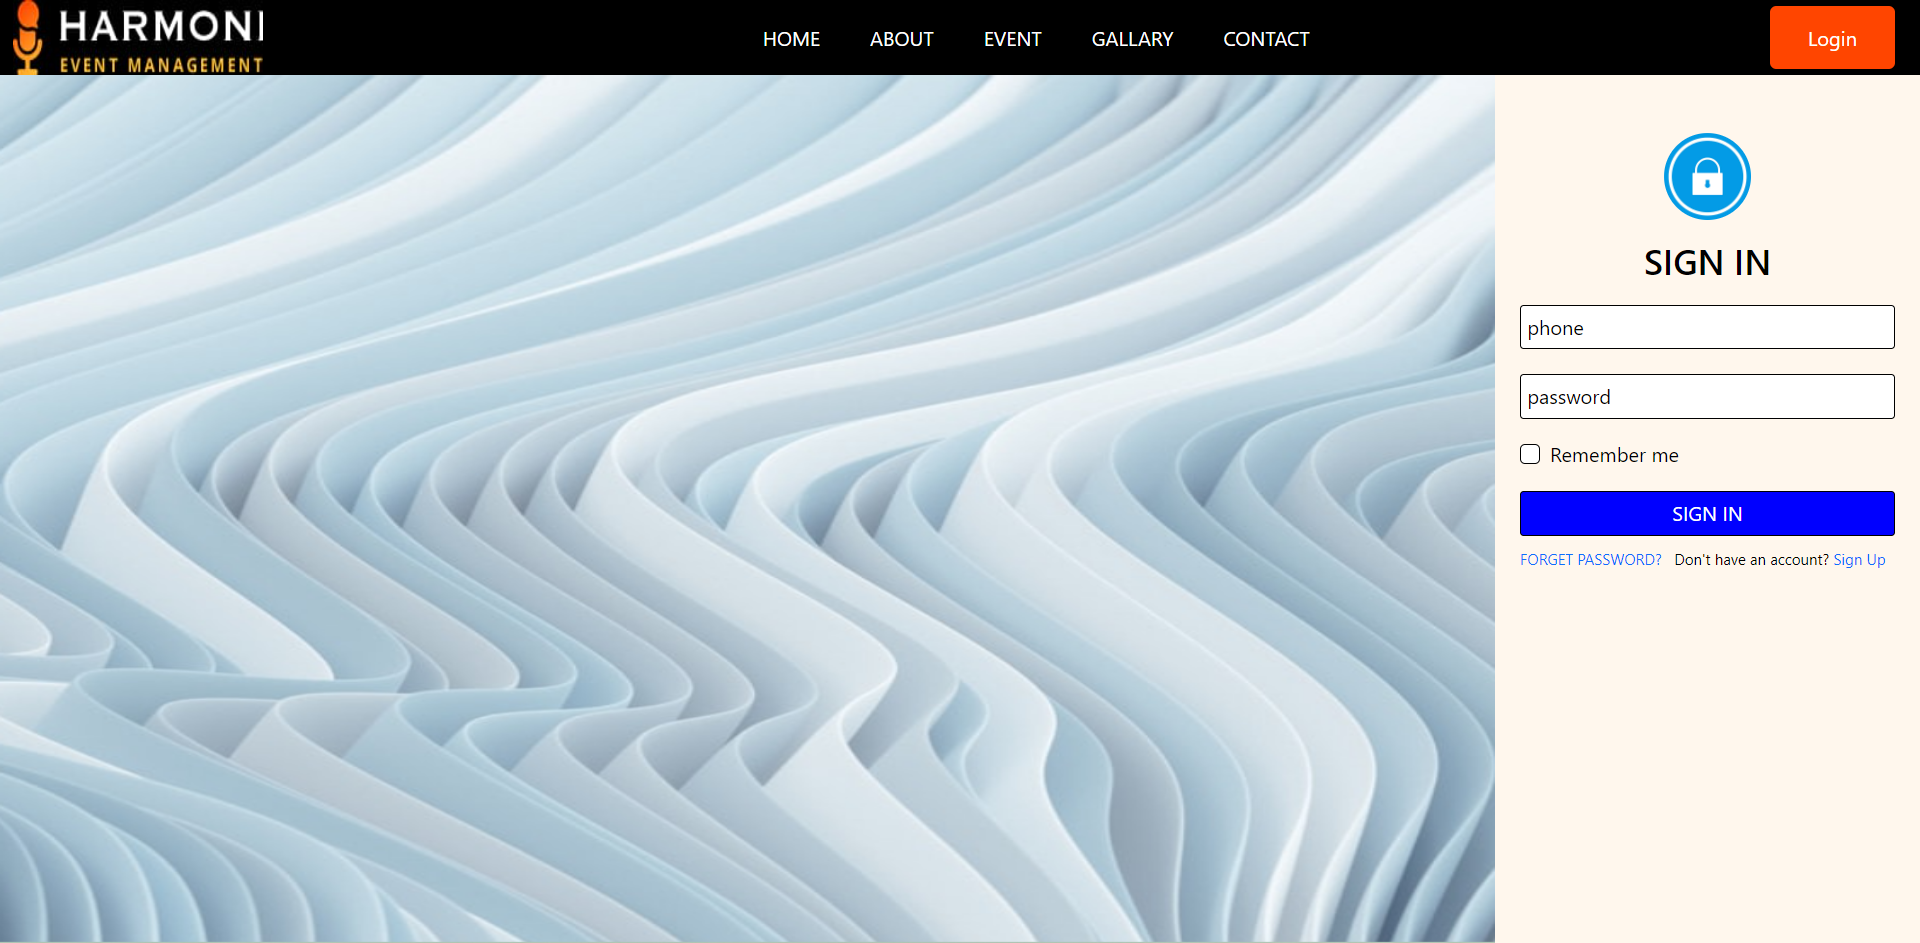 HARMONI
EVENT MANAGEMENT
HOME ABOUT EVENT GALLARY CONTACT
Login
SIGN IN
phone
password
Remember me
SIGN IN
FORGET PASSWORD? Don't have an account? Sign Up